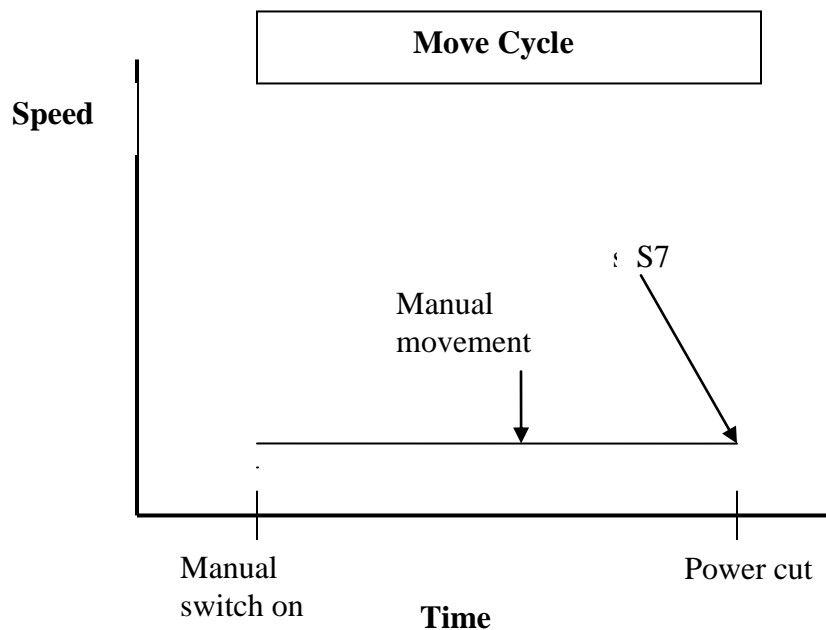 Move Cycle
Speed
S7
Manual
movement
Manual
switch on
Power cut
Time